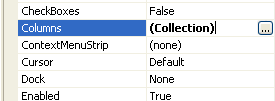 CheckBoxes False
Columns (Collection) ...
ContextMenuStrip (none)
Cursor Default
Dock None
Enabled True